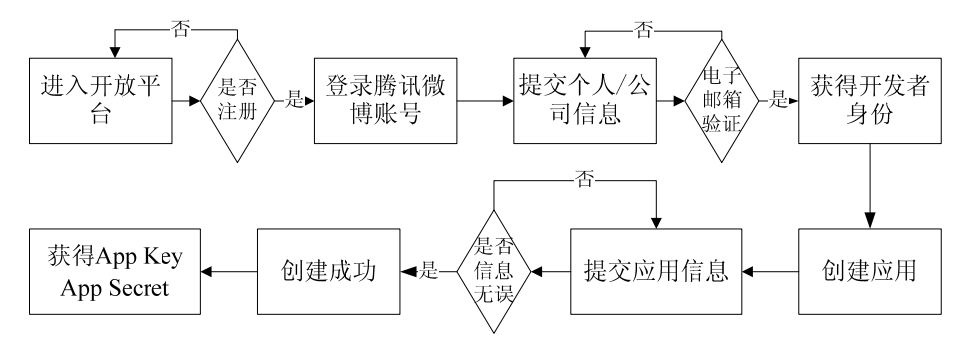 否
否
进入开放平
台
是否
注册
是
登录腾讯微
博账号
提交个人/公
司信息
电子
邮箱
验证
是
获得开发者
身份
否
获得App Key
App Secret
创建成功
是
是否
信息
无误
提交应用信息
创建应用